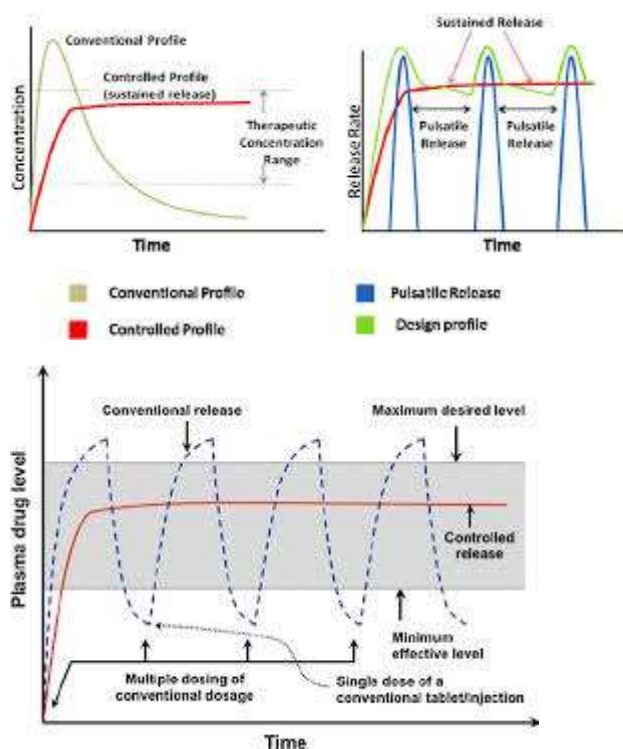 Conventional Profile
Controlled Profile
(sustained release)
Therapeutic
Concentration
Range
Concentration
Time
Sustained Release
Pulsatile
Release
Pulsatile
Release
Release Rate
Time
Conventional Profile
Controlled Profile
Pulsatile Release
Design profile
Conventional release
Maximum desired level
Controlled
release
Plasma drug level
Minimum
effective level
Multiple dosing of
conventional dosage
Single dose of a
conventional tablet/injection
Time